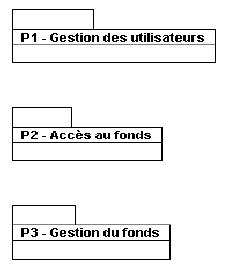 P1 - Gestion des utilisateurs
P2 - Accès au fonds
P3 - Gestion du fonds